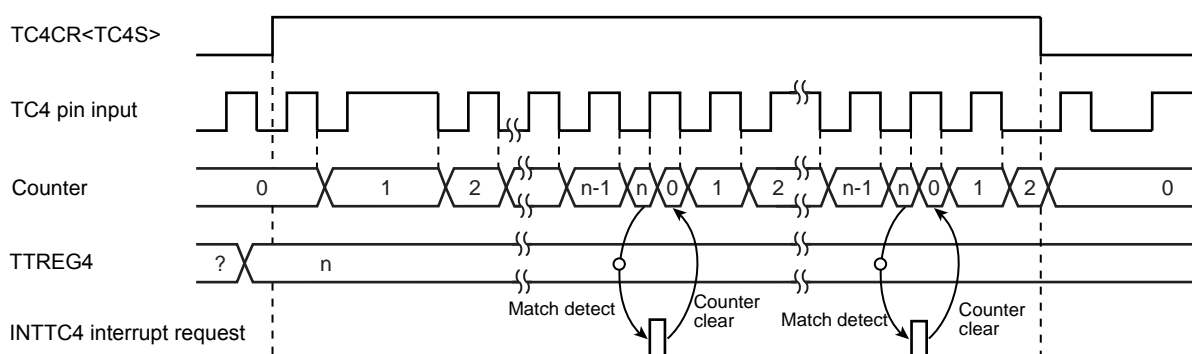 TC4CR<TC4S>
TC4 pin input
Counter
0 1 2 n-1 n 0 1 2 n-1 n 0 1 2 0
TTREG4
? n
Match detect
Counter
clear
Match detect
Counter
clear
INTTC4 interrupt request